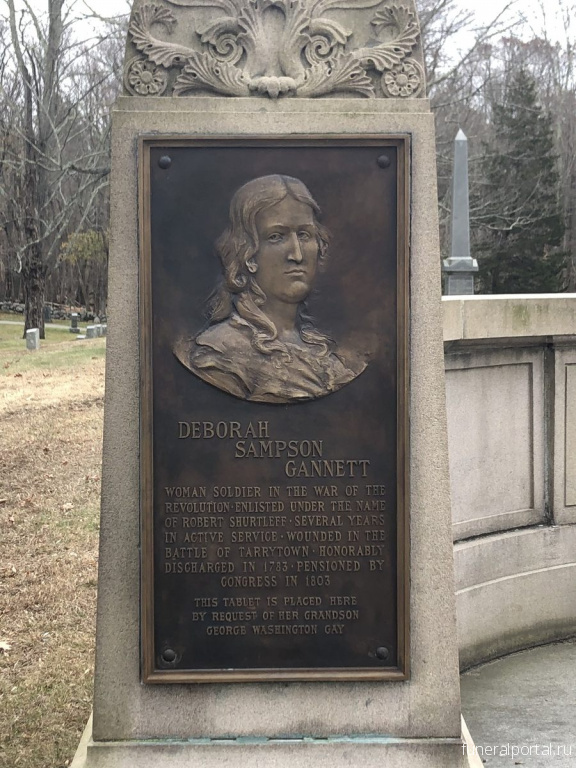 DEBORAH
SAMPSON
GANNETT
WOMAN SOLDIER IN THE WAR OF THE
REVOLUTION · ENLISTED UNDER THE NAME
OF ROBERT SHURTLEFF · SEVERAL YEARS
IN ACTIVE SERVICE · WOUNDED IN THE
BATTLE OF TARRYTOWN · HONORABLY
DISCHARGED IN 1783 · PENSIONED BY
CONGRESS IN 1803
THIS TABLET IS PLACED HERE
BY REQUEST OF HER GRANDSON
GEORGE WASHINGTON GAY
funeralportal.ru